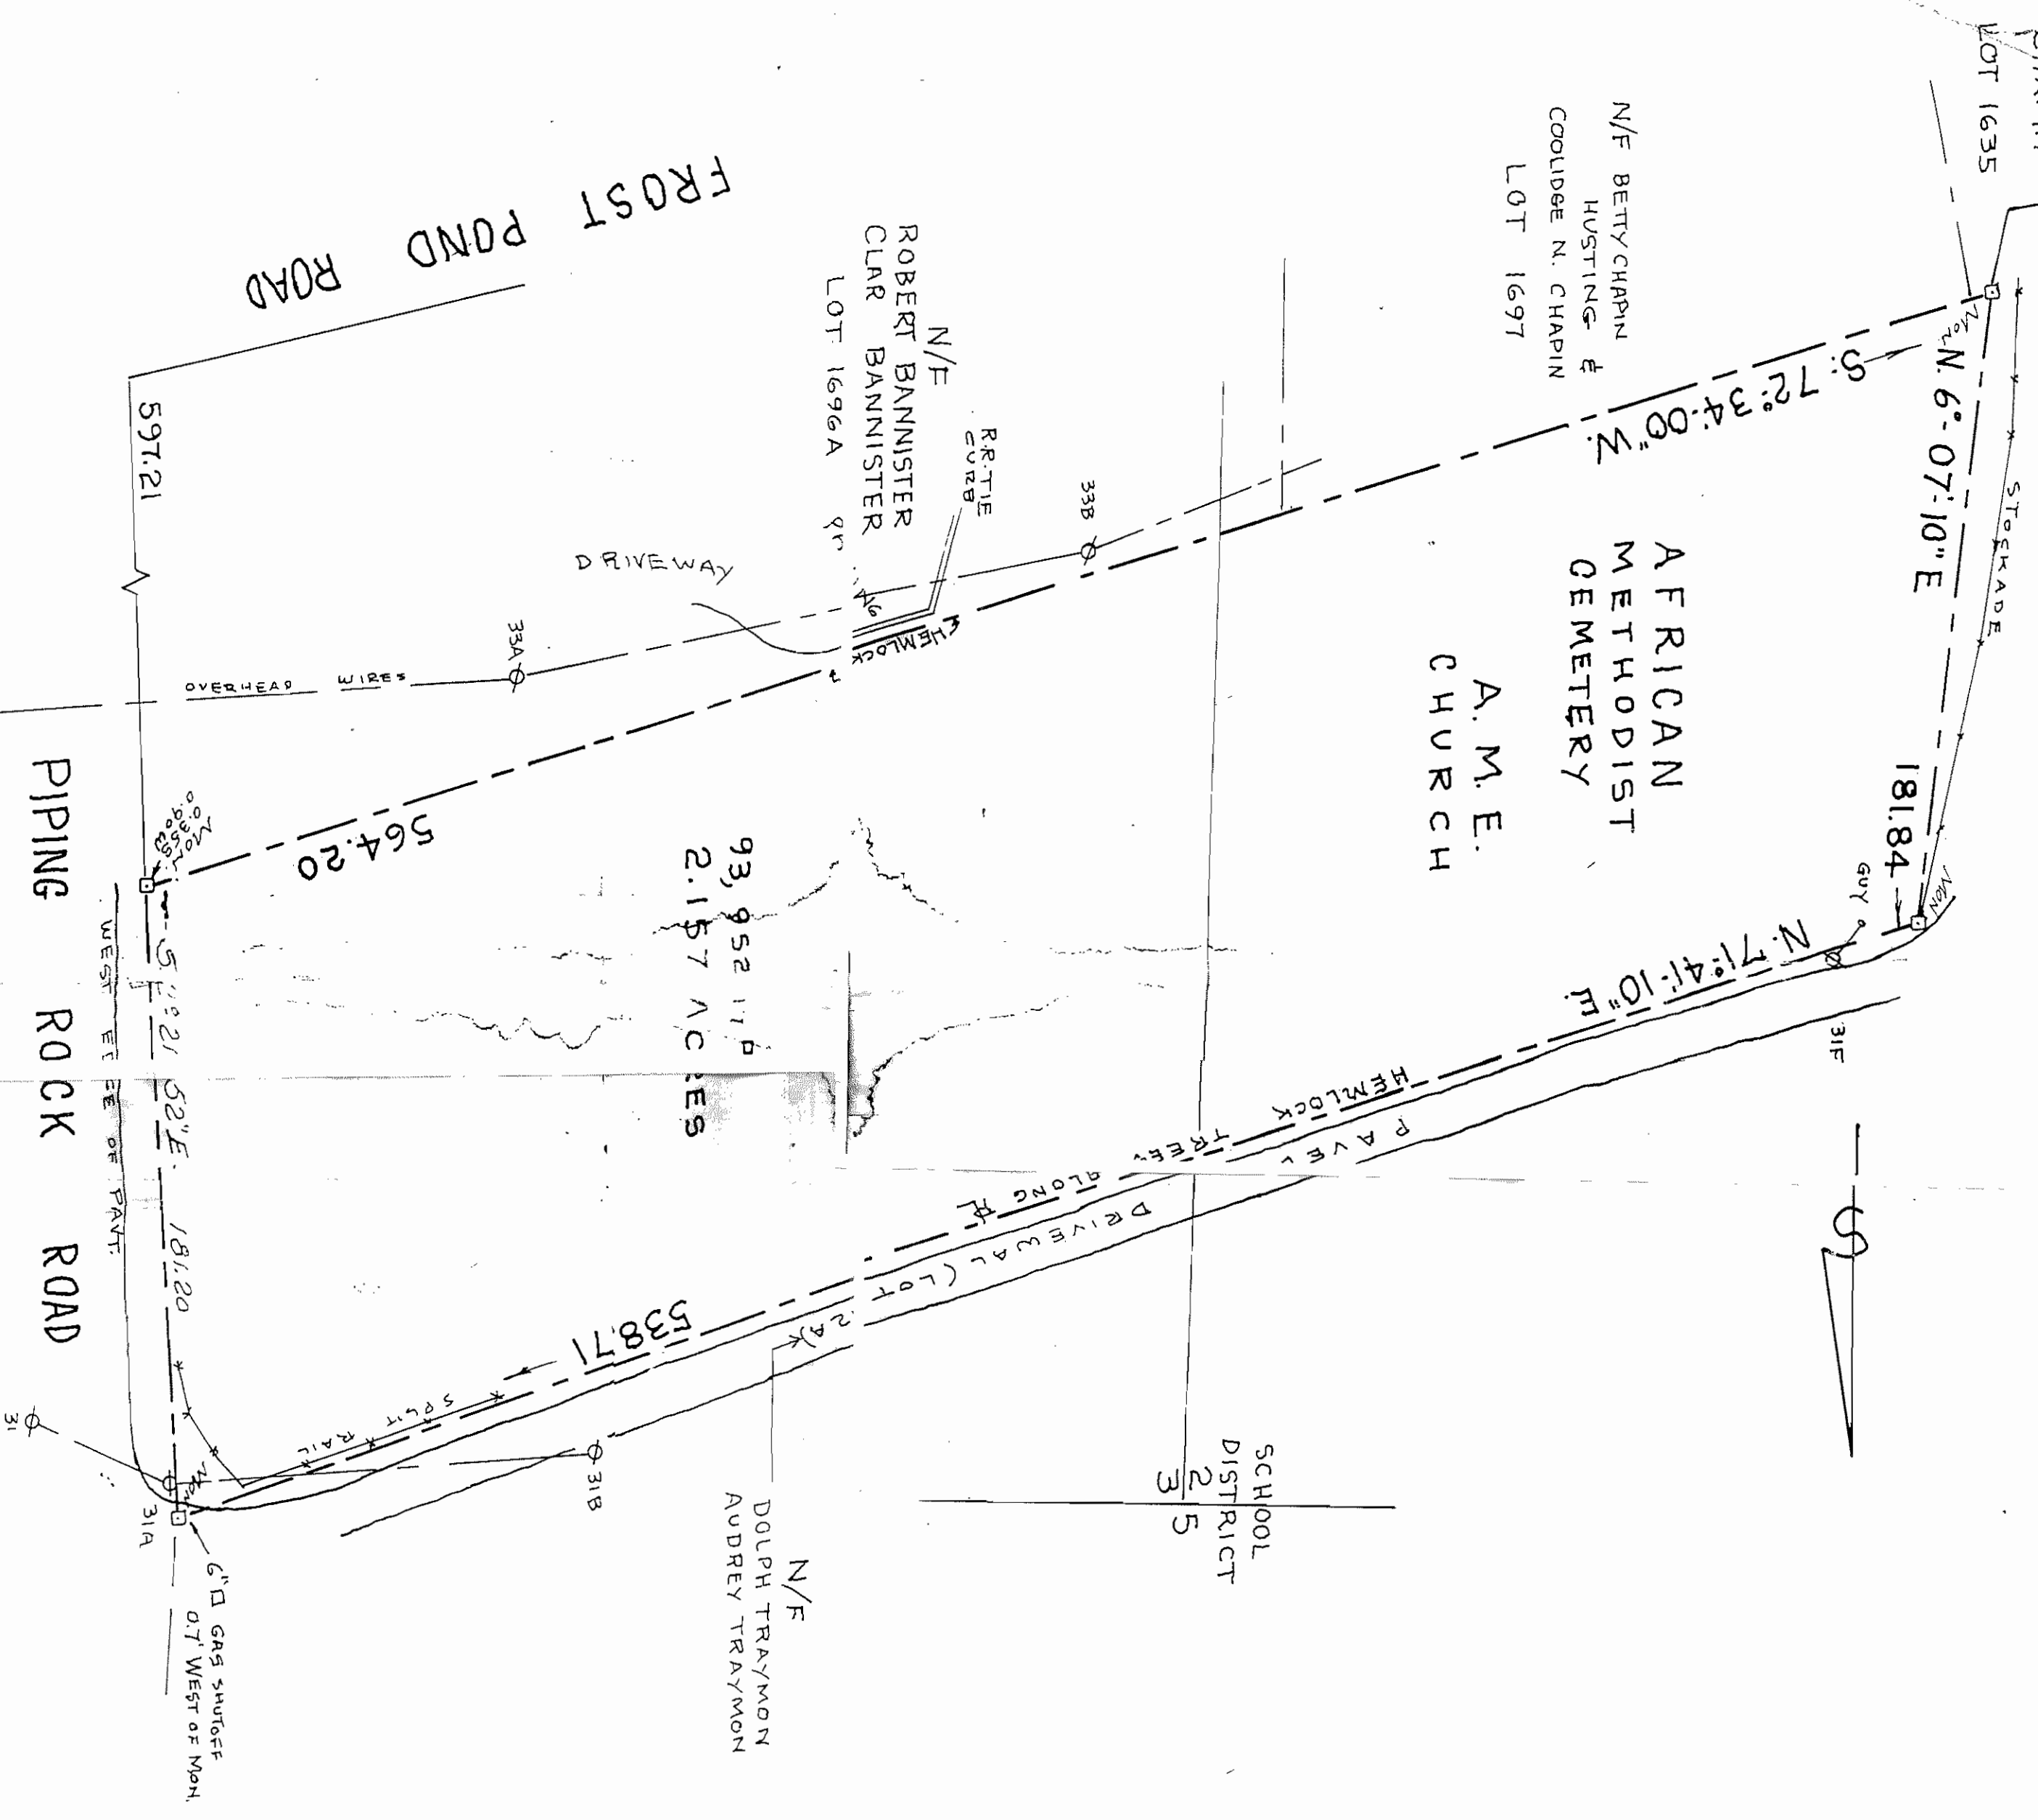 LOT 1635
N/F BETTY CHAPIN
HUSTING &
COOLIDGE N. CHAPIN
LOT 1697
FROST POND ROAD
N/F
ROBERT BANNISTER
CLAR BANNISTER
LOT 1696A
R.R. TIE
CURB
33B
DRIVEWAY
HEMLOCK
33A
OVERHEAD WIRES
597.21
S. 72°-34'-00" W.
564.20
N. 6°-07'-10" E
181.84
STOCKADE
MON
GUY
31F
AFRICAN
METHODIST
CEMETERY
A.M.E.
CHURCH
93,952
2.157
N. 71°-41'-10" E.
538.71
HEMLOCK TREES ALONG ℄
DRIVEWAY (LOT 2A)
SPLIT RAIL
MON.
52" E. 181.20
WEST EDGE OF PAVT.
PIPING ROCK ROAD
31
31A
31B
MON
6"□ GAS SHUTOFF
0.7' WEST OF MON.
N/F
DOLPH TRAYMON
AUDREY TRAYMON
SCHOOL
DISTRICT
2
3
5
S